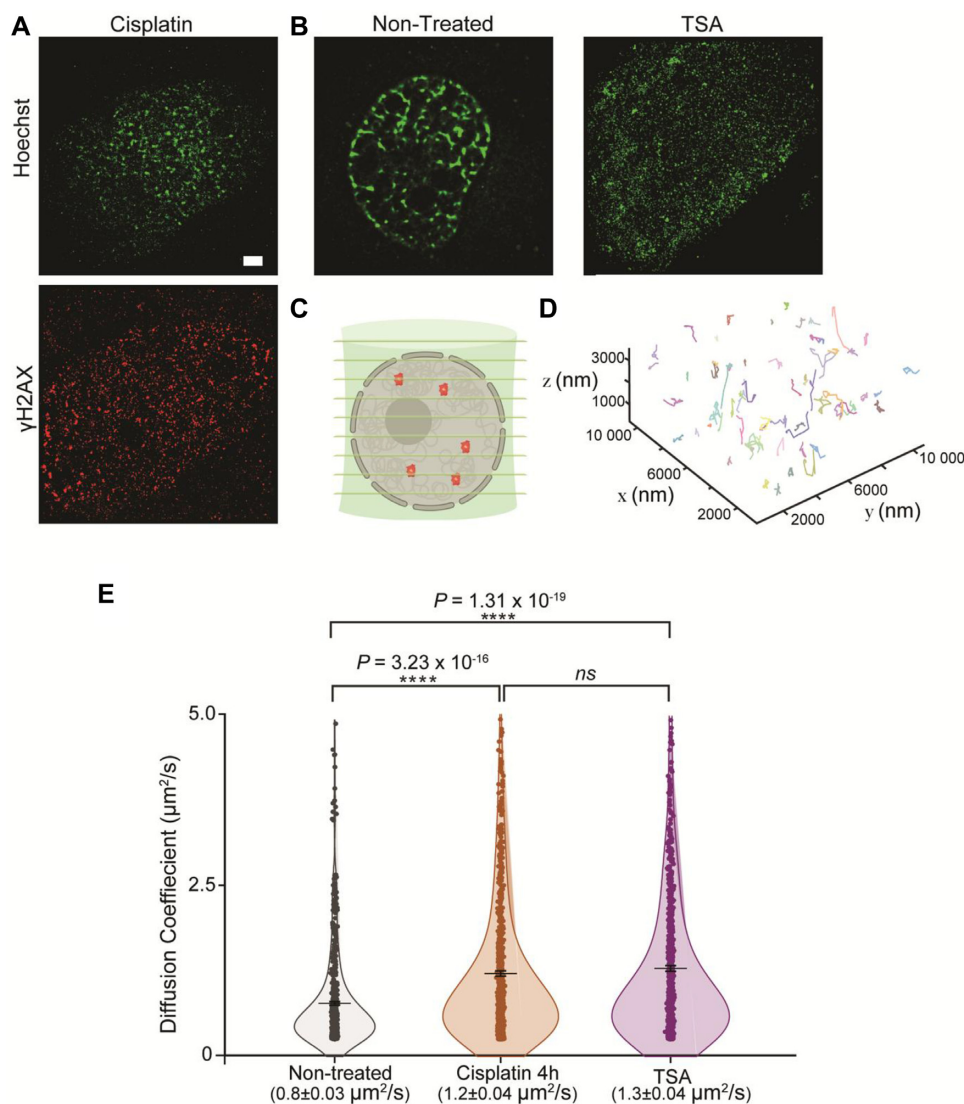 A
Cisplatin
B
Non-Treated
TSA
Hoechst
γH2AX
C
D
3000
z (nm)
1000
10 000
6000
x (nm)
2000
2000
6000
y (nm)
10 000
E
P = 1.31 x 10-19
****
P = 3.23 x 10-16
****
ns
5.0
2.5
0
Diffusion Coeffiecient (μm²/s)
Non-treated
(0.8±0.03 μm²/s)
Cisplatin 4h
(1.2±0.04 μm²/s)
TSA
(1.3±0.04 μm²/s)